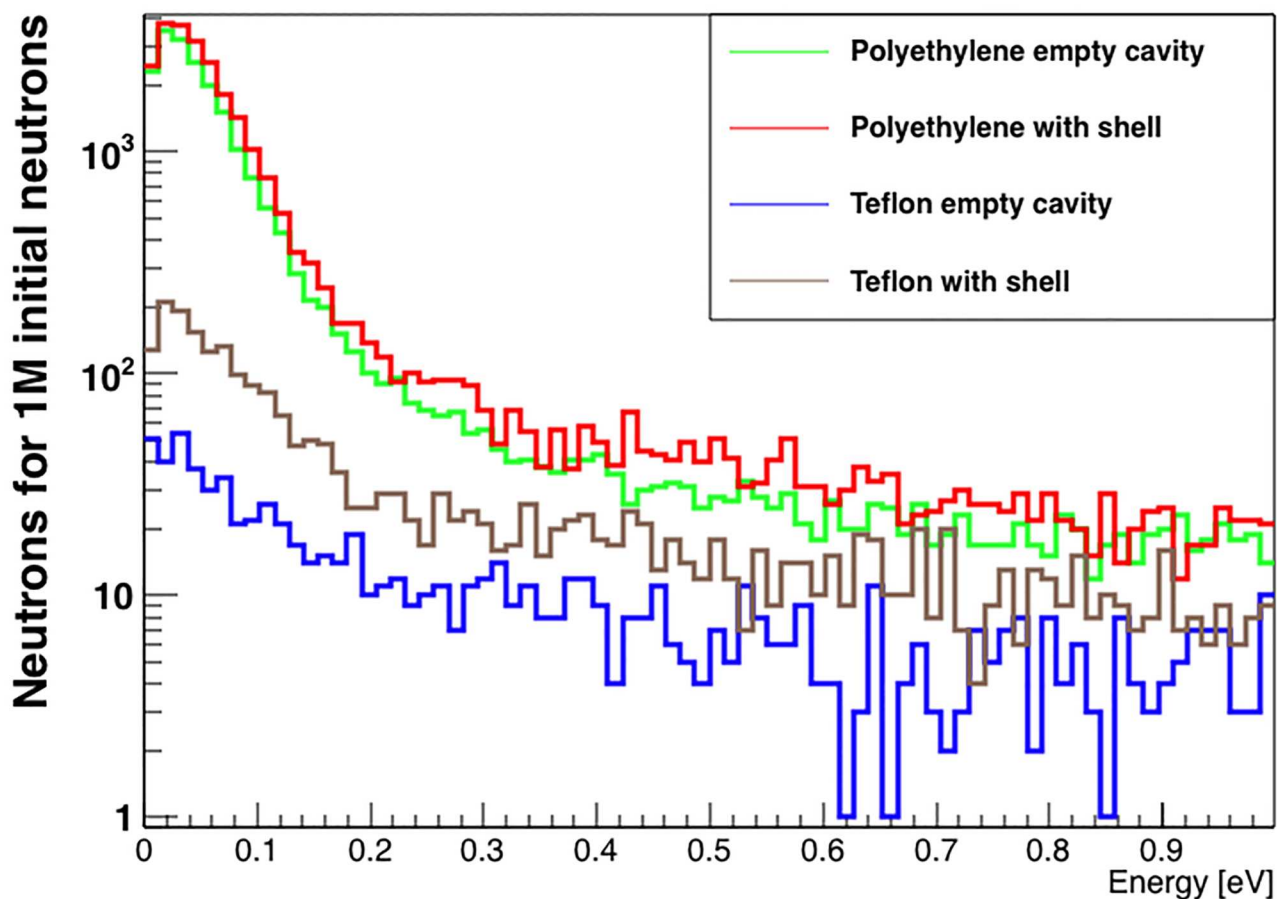 Neutrons for 1M initial neutrons
Polyethylene empty cavity
Polyethylene with shell
Teflon empty cavity
Teflon with shell
10³
10²
10
1
0 0.1 0.2 0.3 0.4 0.5 0.6 0.7 0.8 0.9
Energy [eV]